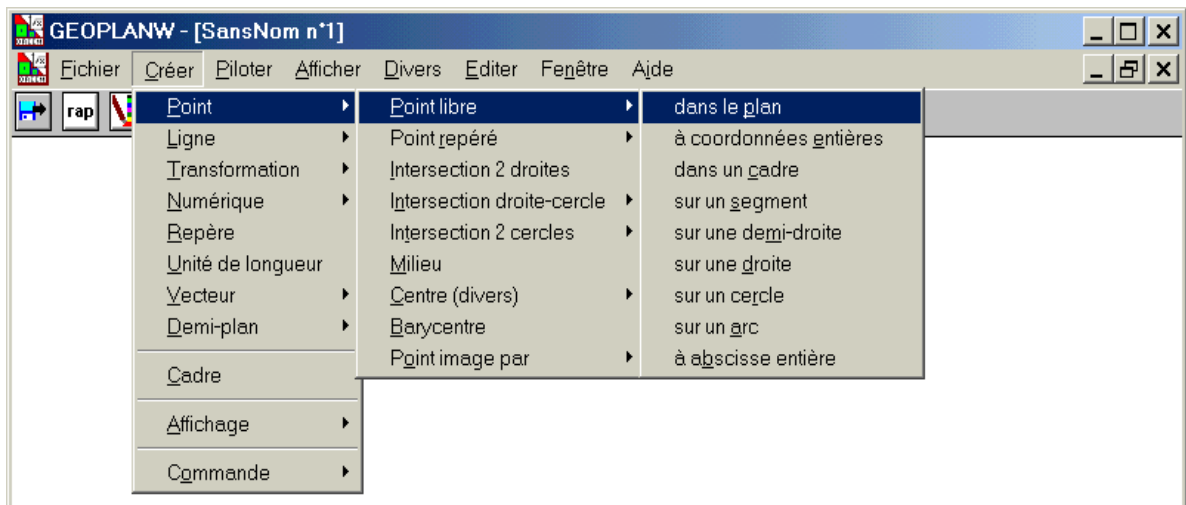 GEOPLANW - [SansNom n°1]
Fichier Créer Piloter Afficher Divers Editer Fenêtre Aide
rap
Point
Ligne
Transformation
Numérique
Repère
Unité de longueur
Vecteur
Demi-plan
Cadre
Affichage
Commande
Point libre
Point repéré
Intersection 2 droites
Intersection droite-cercle
Intersection 2 cercles
Milieu
Centre (divers)
Barycentre
Point image par
dans le plan
à coordonnées entières
dans un cadre
sur un segment
sur une demi-droite
sur une droite
sur un cercle
sur un arc
à abscisse entière